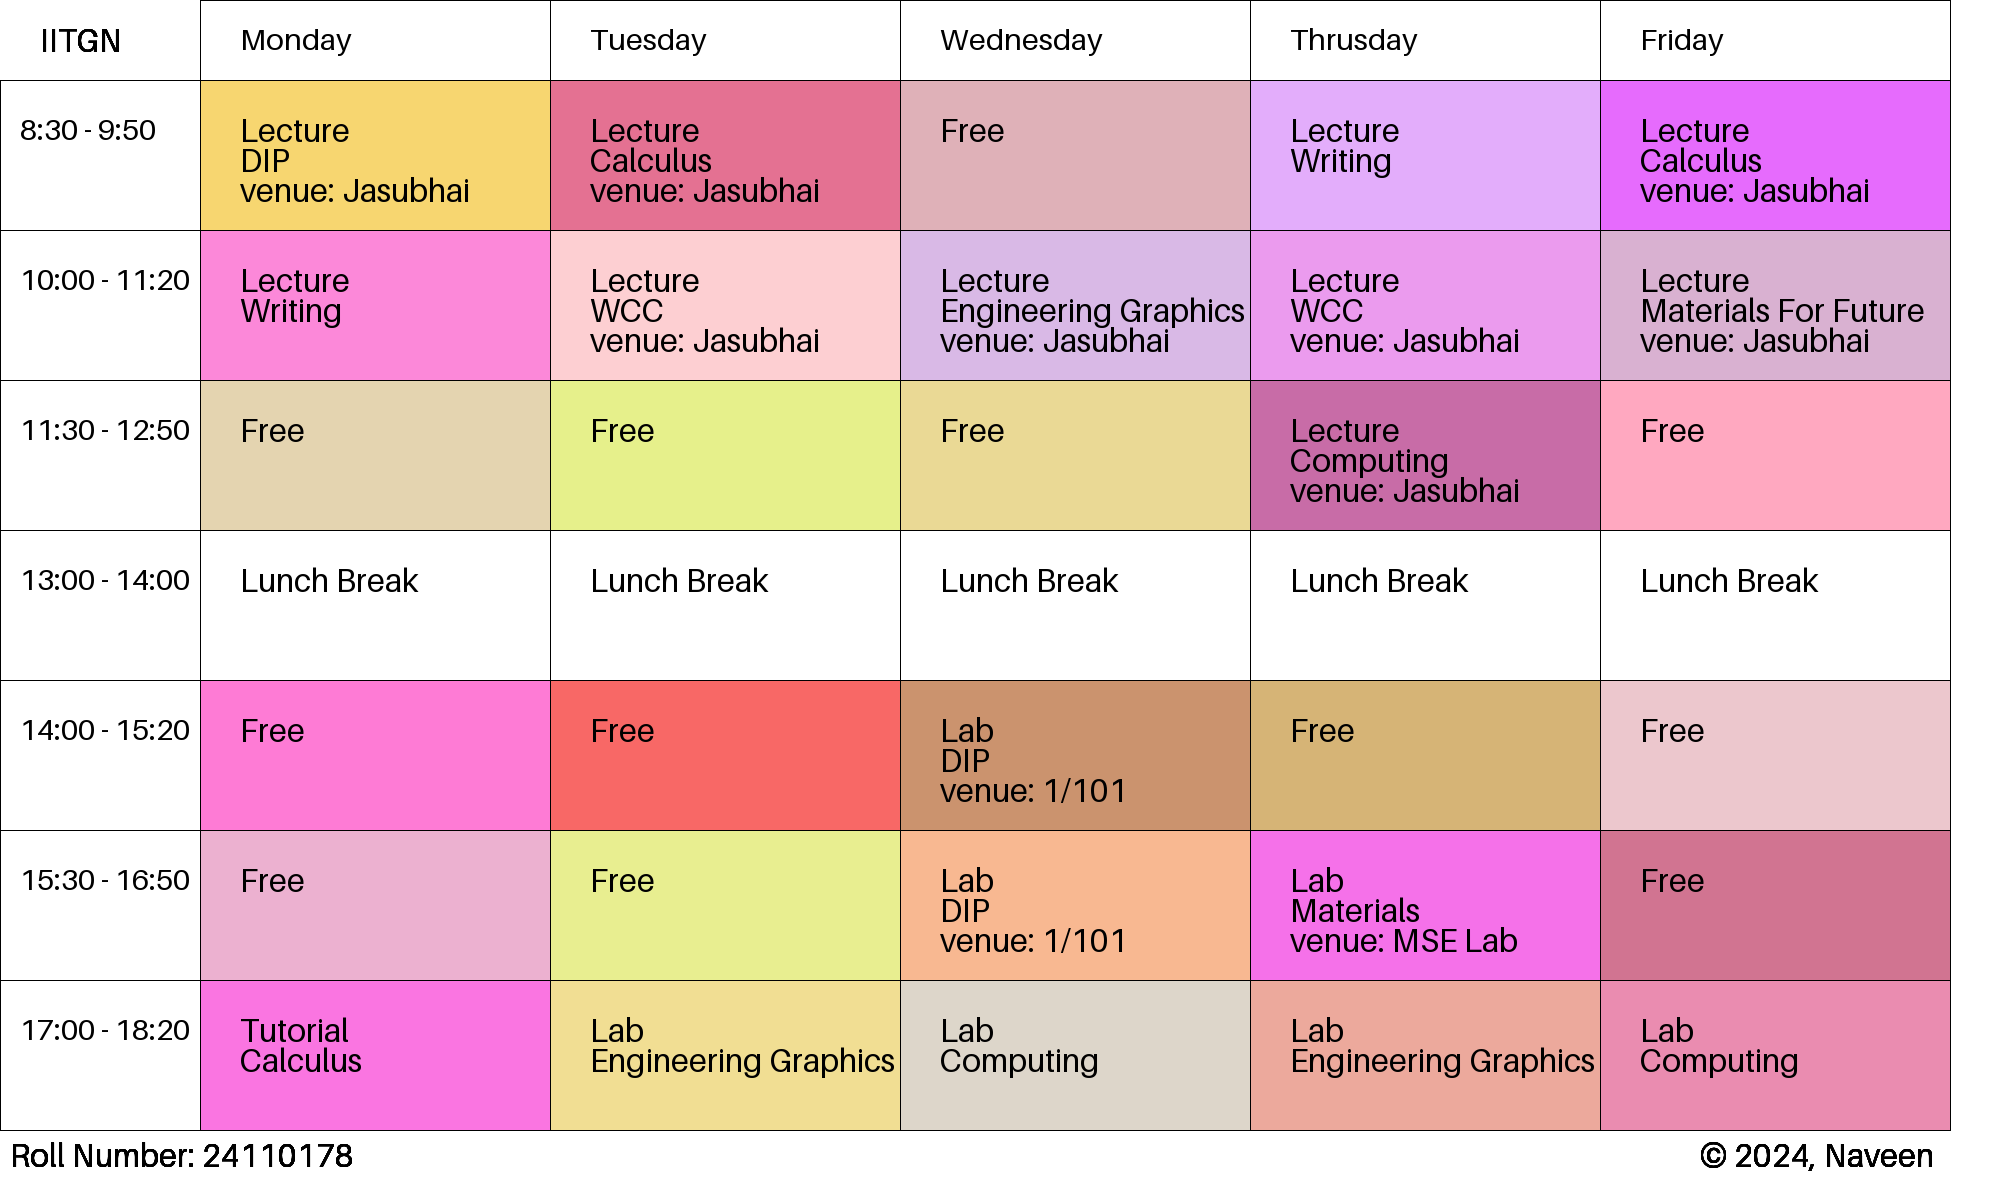 IITGN
Monday
Tuesday
Wednesday
Thrusday
Friday
8:30 - 9:50
Lecture
DIP
venue: Jasubhai
Lecture
Calculus
venue: Jasubhai
Free
Lecture
Writing
Lecture
Calculus
venue: Jasubhai
10:00 - 11:20
Lecture
Writing
Lecture
WCC
venue: Jasubhai
Lecture
Engineering Graphics
venue: Jasubhai
Lecture
WCC
venue: Jasubhai
Lecture
Materials For Future
venue: Jasubhai
11:30 - 12:50
Free
Free
Free
Lecture
Computing
venue: Jasubhai
Free
13:00 - 14:00
Lunch Break
Lunch Break
Lunch Break
Lunch Break
Lunch Break
14:00 - 15:20
Free
Free
Lab
DIP
venue: 1/101
Free
Free
15:30 - 16:50
Free
Free
Lab
DIP
venue: 1/101
Lab
Materials
venue: MSE Lab
Free
17:00 - 18:20
Tutorial
Calculus
Lab
Engineering Graphics
Lab
Computing
Lab
Engineering Graphics
Lab
Computing
Roll Number: 24110178
© 2024, Naveen